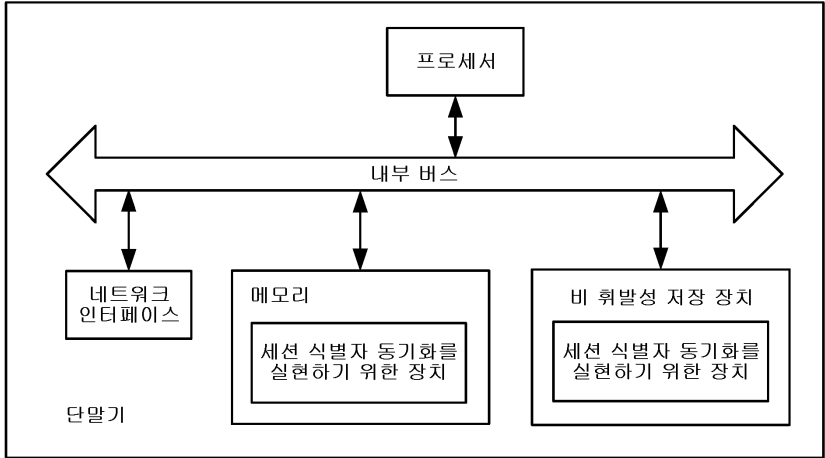 프로세서
내부 버스
네트워크
인터페이스
메모리
세션 식별자 동기화를
실현하기 위한 장치
비 휘발성 저장 장치
세션 식별자 동기화를
실현하기 위한 장치
단말기